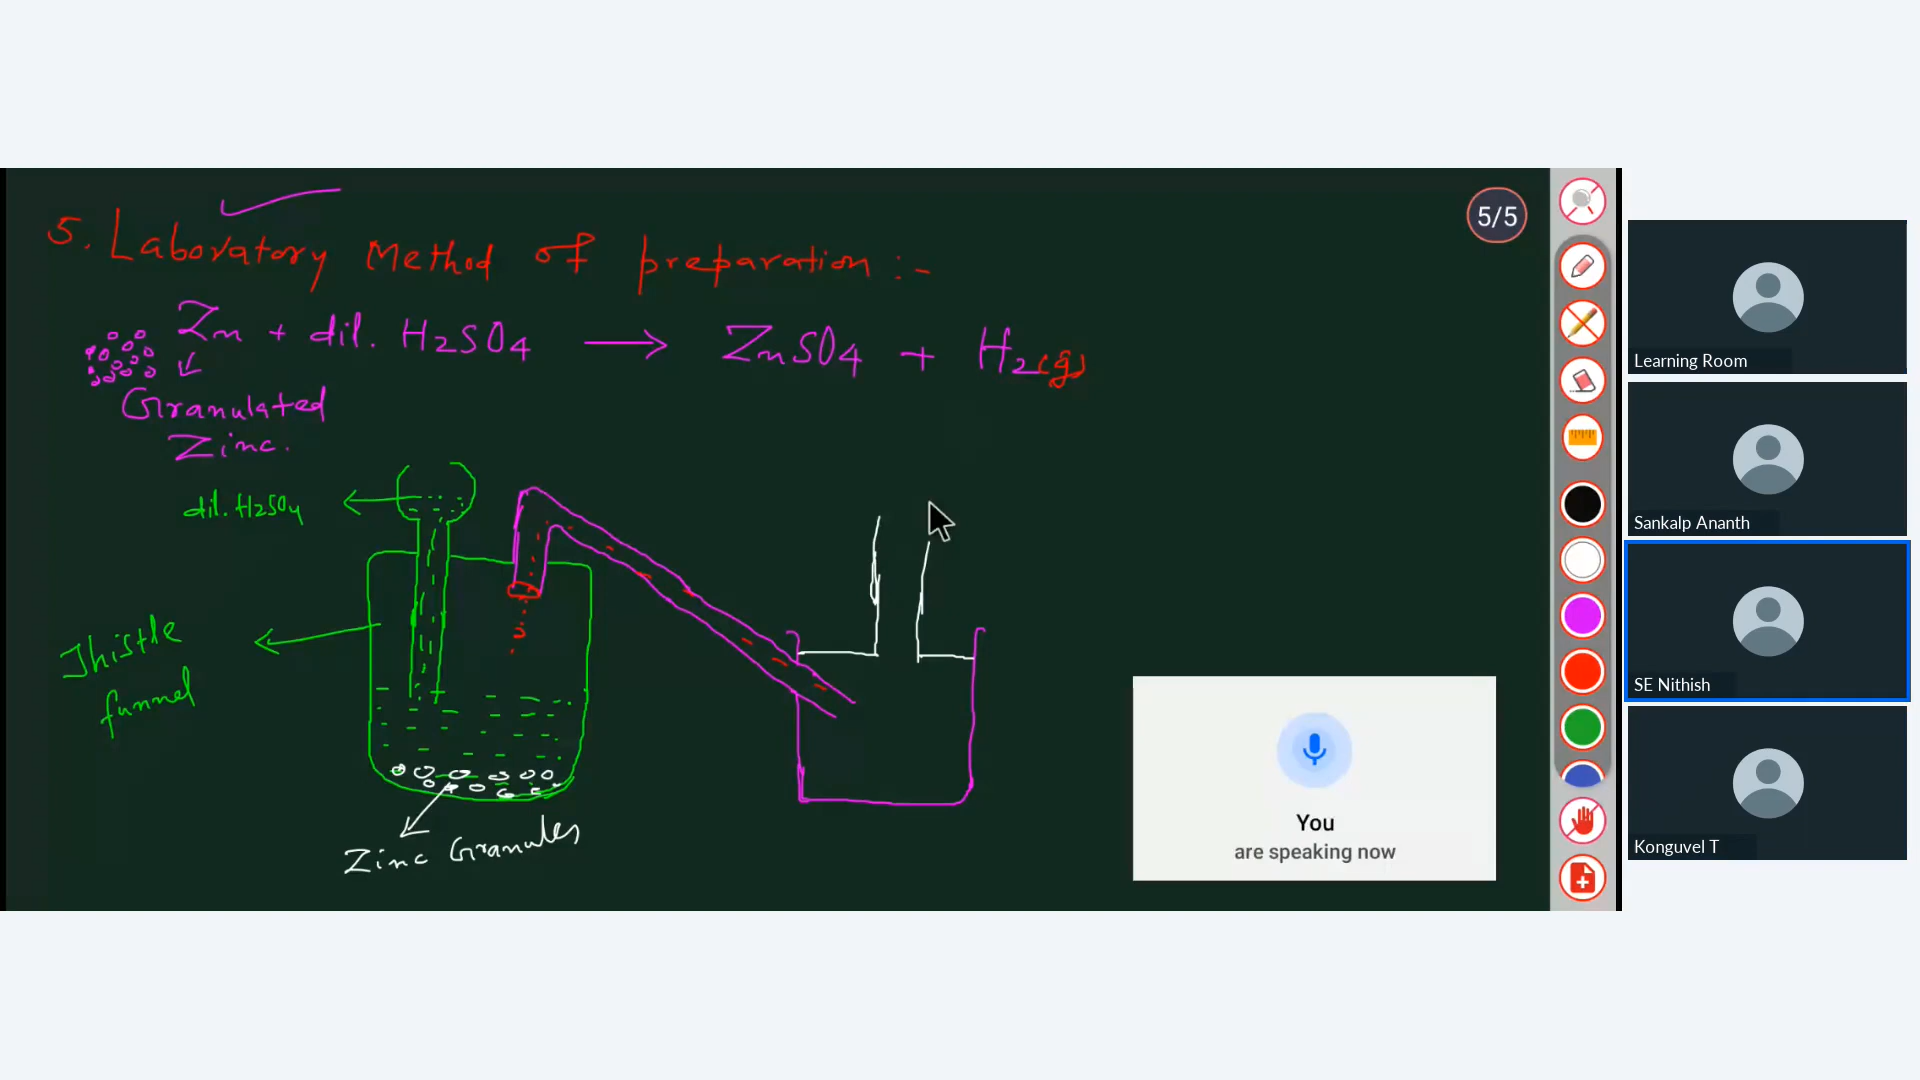 5. Laboratory Method of preparation :-
5/5
Zn + dil. H2SO4 → ZnSO4 + H2(g)
Granulated
Zinc.
dil. H2SO4
Thistle
funnel
Zinc Granules
You
are speaking now
Learning Room
Sankalp Ananth
SE Nithish
Konguvel T